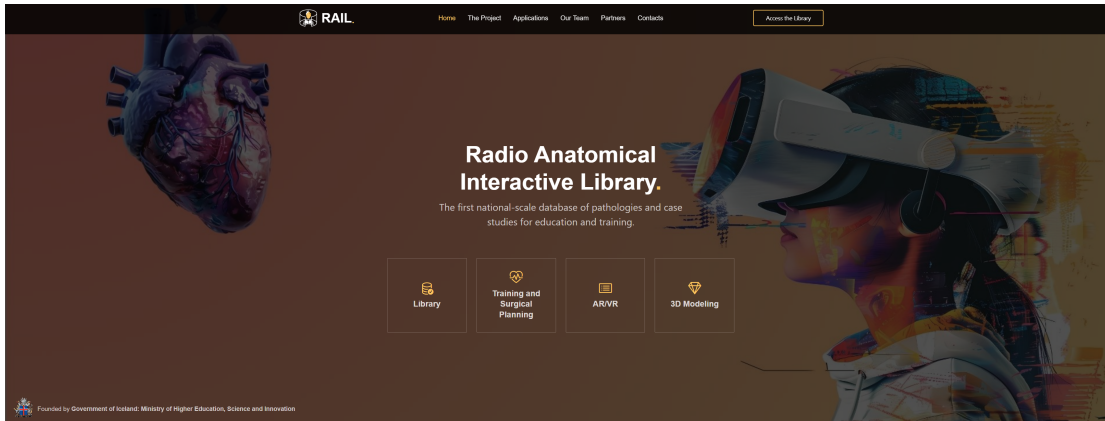 RAIL.
Home The Project Applications Our Team Partners Contacts
Access the Library
Radio Anatomical
Interactive Library.
The first national-scale database of pathologies and case
studies for education and training.
Library
Training and
Surgical
Planning
AR/VR
3D Modeling
Founded by Government of Iceland: Ministry of Higher Education, Science and Innovation